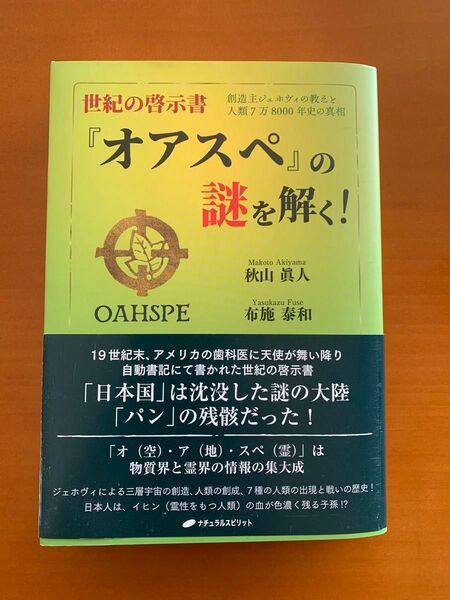 世紀の啓示書
創造主ジェホヴィの教えと
人類7万8000年史の真相
『オアスペ』の
謎を解く!
OAHSPE
Makoto Akiyama
秋山 眞人
Yasukazu Fuse
布施 泰和
19世紀末、アメリカの歯科医に天使が舞い降り
自動書記にて書かれた世紀の啓示書
「日本国」は沈没した謎の大陸
「パン」の残骸だった!
「オ(空)・ア(地)・スペ(霊)」は
物質界と霊界の情報の集大成
ジェホヴィによる三層宇宙の創造、人類の創成、7種の人類の出現と戦いの歴史!
日本人は、イヒン(霊性をもつ人類)の血が色濃く残る子孫!?
ナチュラルスピリット